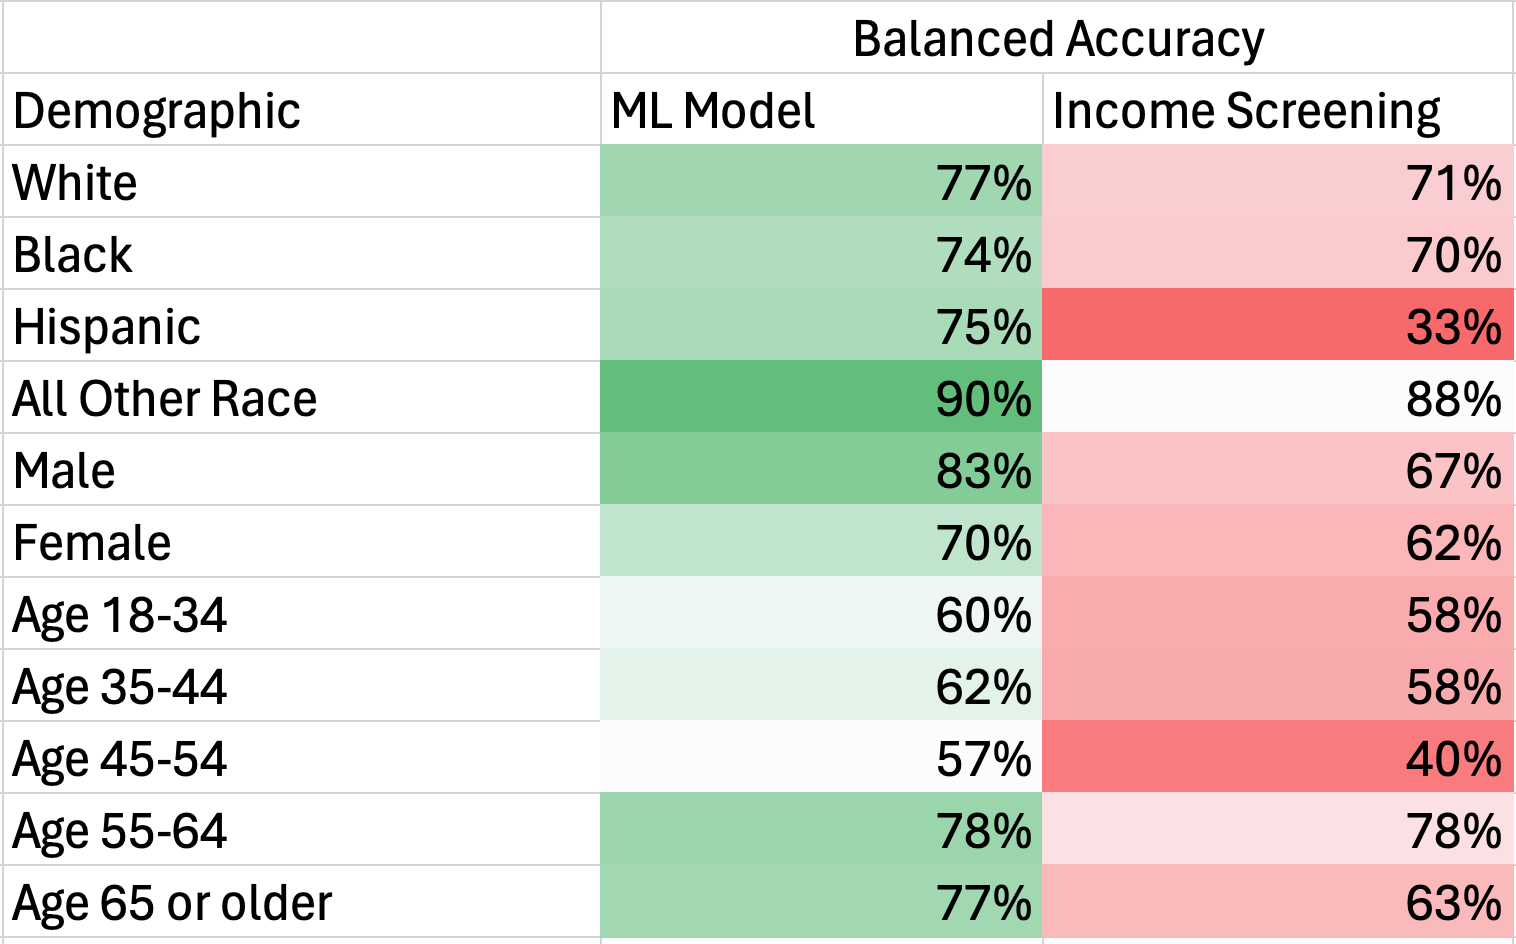 Balanced Accuracy
Demographic ML Model Income Screening
White 77% 71%
Black 74% 70%
Hispanic 75% 33%
All Other Race 90% 88%
Male 83% 67%
Female 70% 62%
Age 18-34 60% 58%
Age 35-44 62% 58%
Age 45-54 57% 40%
Age 55-64 78% 78%
Age 65 or older 77% 63%